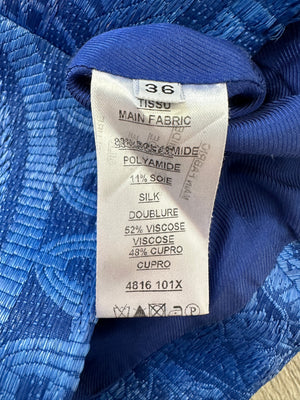 36
TISSU
MAIN FABRIC
POLYAMIDE
11% SOIE
SILK
DOUBLURE
52% VISCOSE
VISCOSE
48% CUPRO
CUPRO
4816 101X